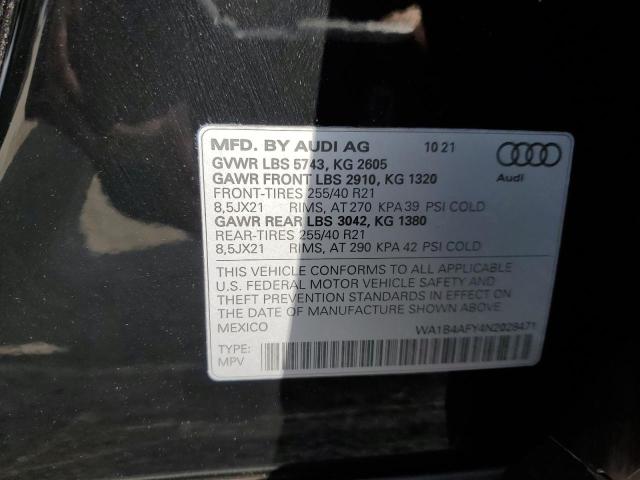 MFD. BY AUDI AG 10 21
GVWR LBS 5743, KG 2605
GAWR FRONT LBS 2910, KG 1320
FRONT-TIRES 255/40 R21
8,5JX21 RIMS, AT 270 KPA 39 PSI COLD
GAWR REAR LBS 3042, KG 1380
REAR-TIRES 255/40 R21
8,5JX21 RIMS, AT 290 KPA 42 PSI COLD
Audi
THIS VEHICLE CONFORMS TO ALL APPLICABLE
U.S. FEDERAL MOTOR VEHICLE SAFETY AND
THEFT PREVENTION STANDARDS IN EFFECT ON
THE DATE OF MANUFACTURE SHOWN ABOVE
MEXICO
WA1B4AFY4N2028471
TYPE:
MPV